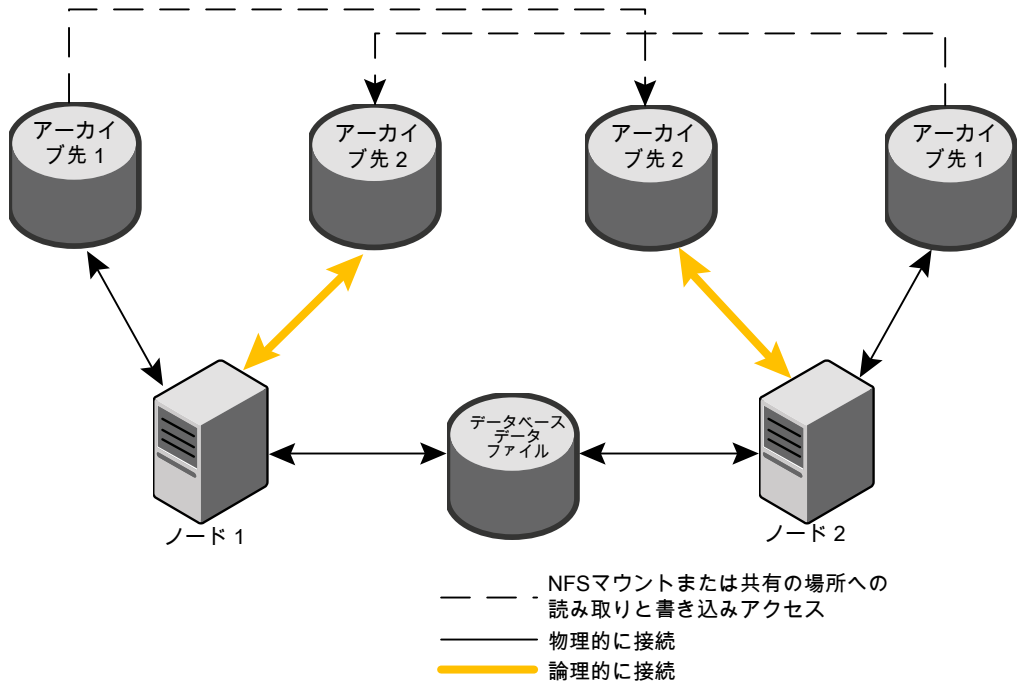 アーカイ
ブ先 1
アーカイ
ブ先 2
アーカイ
ブ先 2
アーカイ
ブ先 1
データベース
データ
ファイル
ノード 1
ノード 2
NFSマウントまたは共有の場所への
読み取りと書き込みアクセス
物理的に接続
論理的に接続